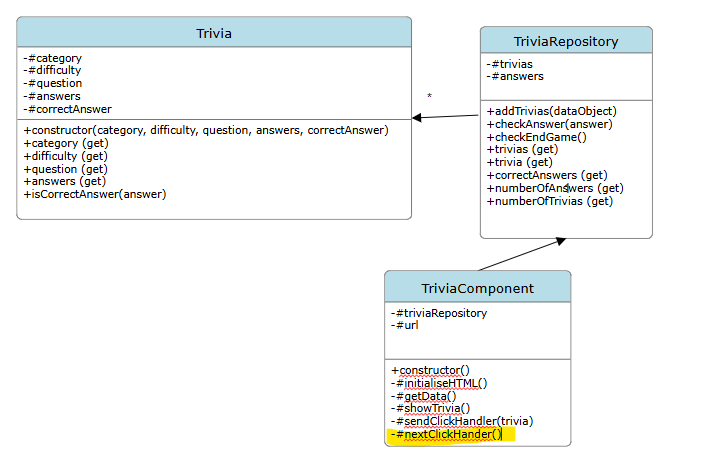 Trivia
-#category
-#difficulty
-#question
-#answers
-#correctAnswer
+constructor(category, difficulty, question, answers, correctAnswer)
+category (get)
+difficulty (get)
+question (get)
+answers (get)
+isCorrectAnswer(answer)
*
TriviaRepository
-#trivias
-#answers
+addTrivias(dataObject)
+checkAnswer(answer)
+checkEndGame()
+trivias (get)
+trivia (get)
+correctAnswers (get)
+numberOfAnswers (get)
+numberOfTrivias (get)
TriviaComponent
-#triviaRepository
-#url
+constructor()
-#initialiseHTML()
-#getData()
-#showTrivia()
-#sendClickHandler(trivia)
-#nextClickHander()